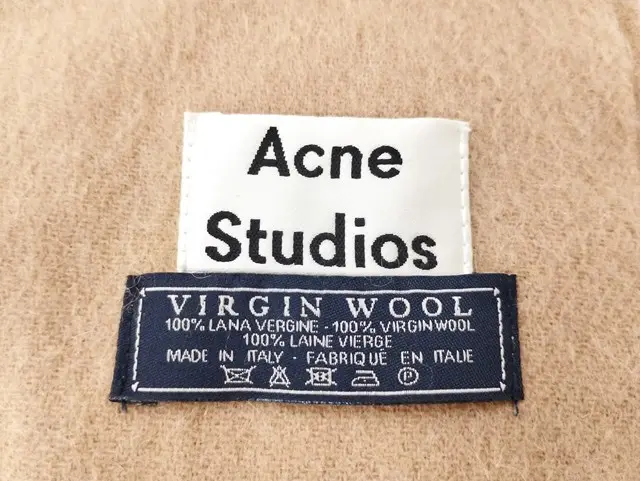 Acne
Studios
VIRGIN WOOL
100% LANA VERGINE - 100% VIRGIN WOOL
100% LAINE VIERGE
MADE IN ITALY - FABRIQUÉ EN ITALIE
P